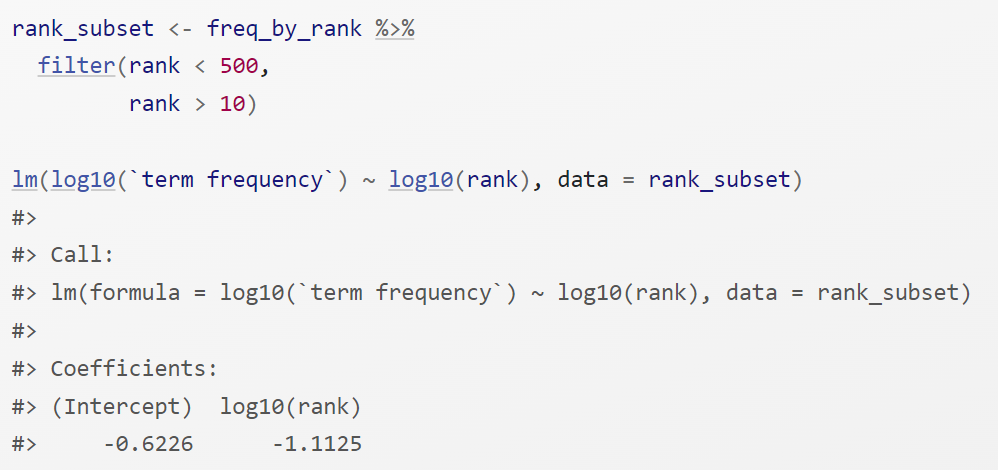 rank_subset <- freq_by_rank %>%
  filter(rank < 500,
         rank > 10)

lm(log10(`term frequency`) ~ log10(rank), data = rank_subset)
#>
#> Call:
#> lm(formula = log10(`term frequency`) ~ log10(rank), data = rank_subset)
#>
#> Coefficients:
#> (Intercept)  log10(rank)
#>     -0.6226      -1.1125